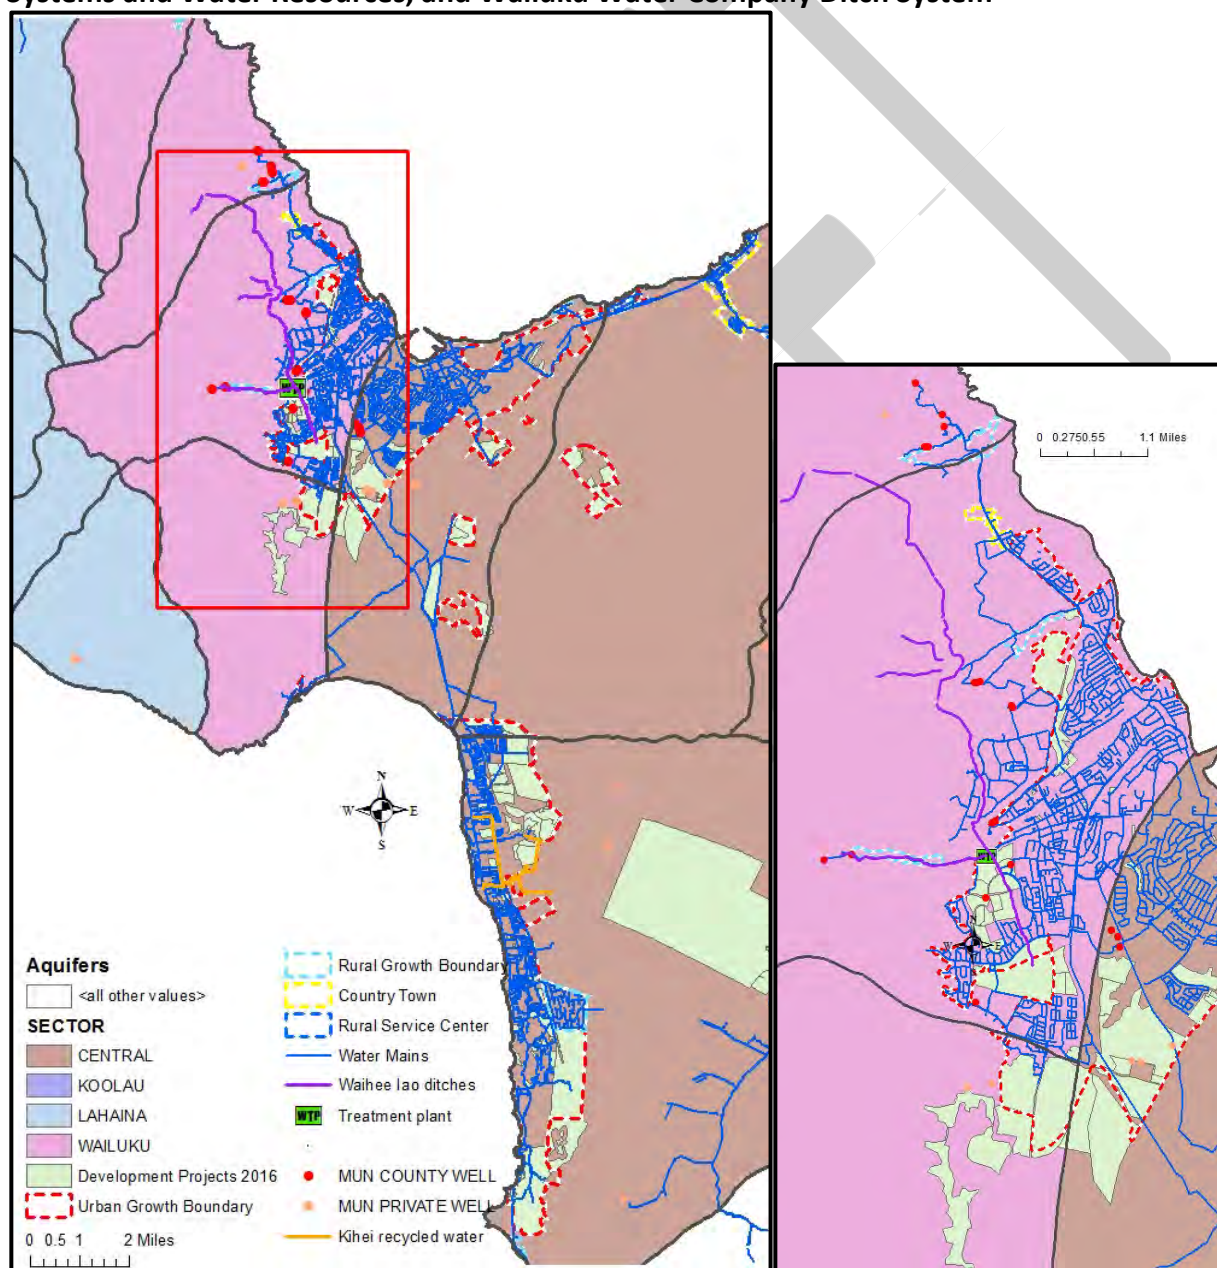 Systems and Water Resources, and Wailuku Water Company Ditch System
WTP
N
W E
S
Aquifers
<all other values>
SECTOR
CENTRAL
KOOLAU
LAHAINA
WAILUKU
Development Projects 2016
Urban Growth Boundary
0 0.5 1 2 Miles
Rural Growth Boundary
Country Town
Rural Service Center
Water Mains
Waihee Iao ditches
WTP Treatment plant
MUN COUNTY WELL
MUN PRIVATE WELL
Kihei recycled water
0 0.2750.55 1.1 Miles
WTP
N
W E